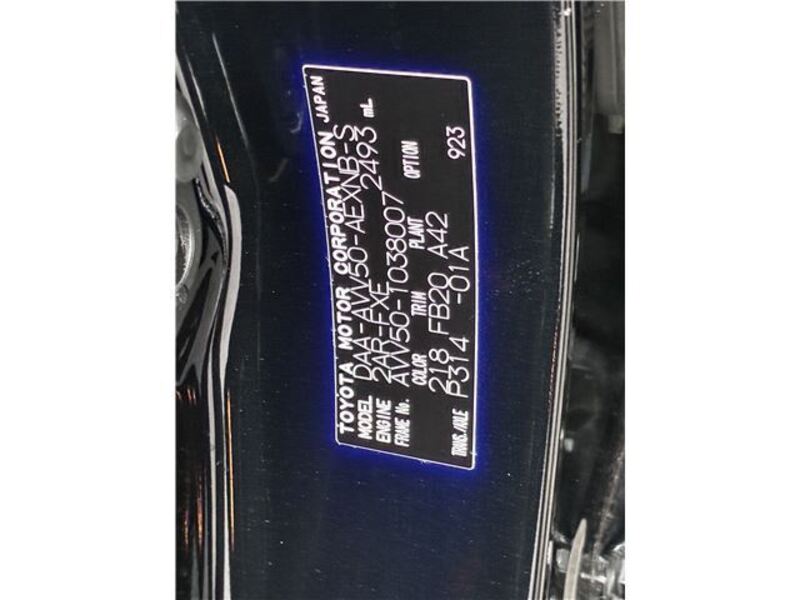 TOYOTA MOTOR CORPORATION JAPAN
MODEL DAA-AVV50-AEXNB-S
ENGINE 2AR-FXE 2493 mL
FRAME No. AVV50-1038007
COLOR TRIM PLANT OPTION
218 FB20 A42 923
TRANS./AXLE P314 -01A